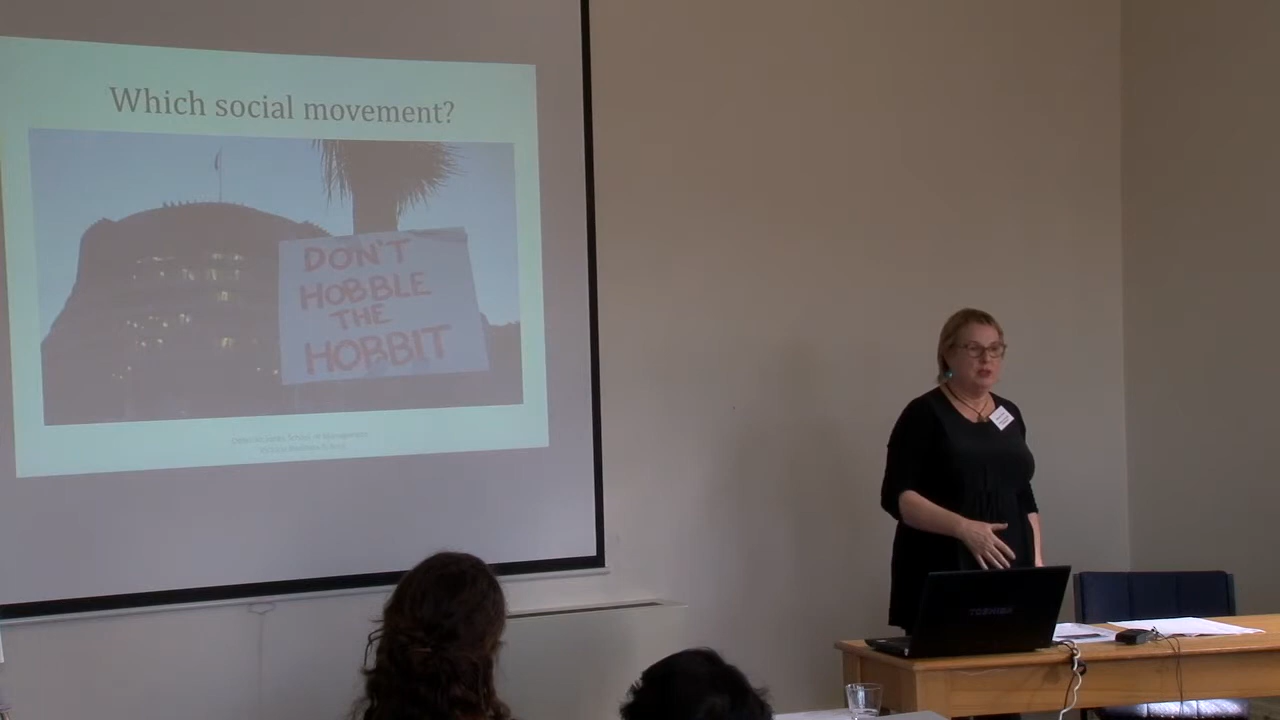 Which social movement?
DON'T
HOBBLE
THE
HOBBIT
TOSHIBA